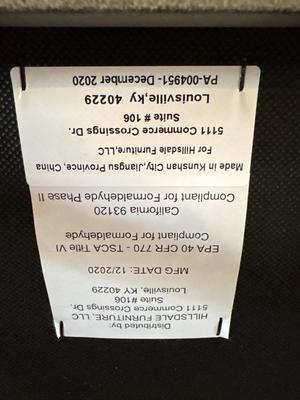 Distributed by:
HILLSDALE FURNITURE, LLC
5111 Commerce Crossings Dr.
Suite #106
Louisville, KY 40229
MFG DATE: 12/2020
EPA 40 CFR 770 - TSCA Title VI
Compliant for Formaldehyde
California 93120
Compliant for Formaldehyde Phase II
Made in Kunshan City,Jiangsu Province, China
For Hillsdale Furniture,LLC
5111 Commerce Crossings Dr.
Suite # 106
Louisville,ky 40229
PA-004951- December 2020